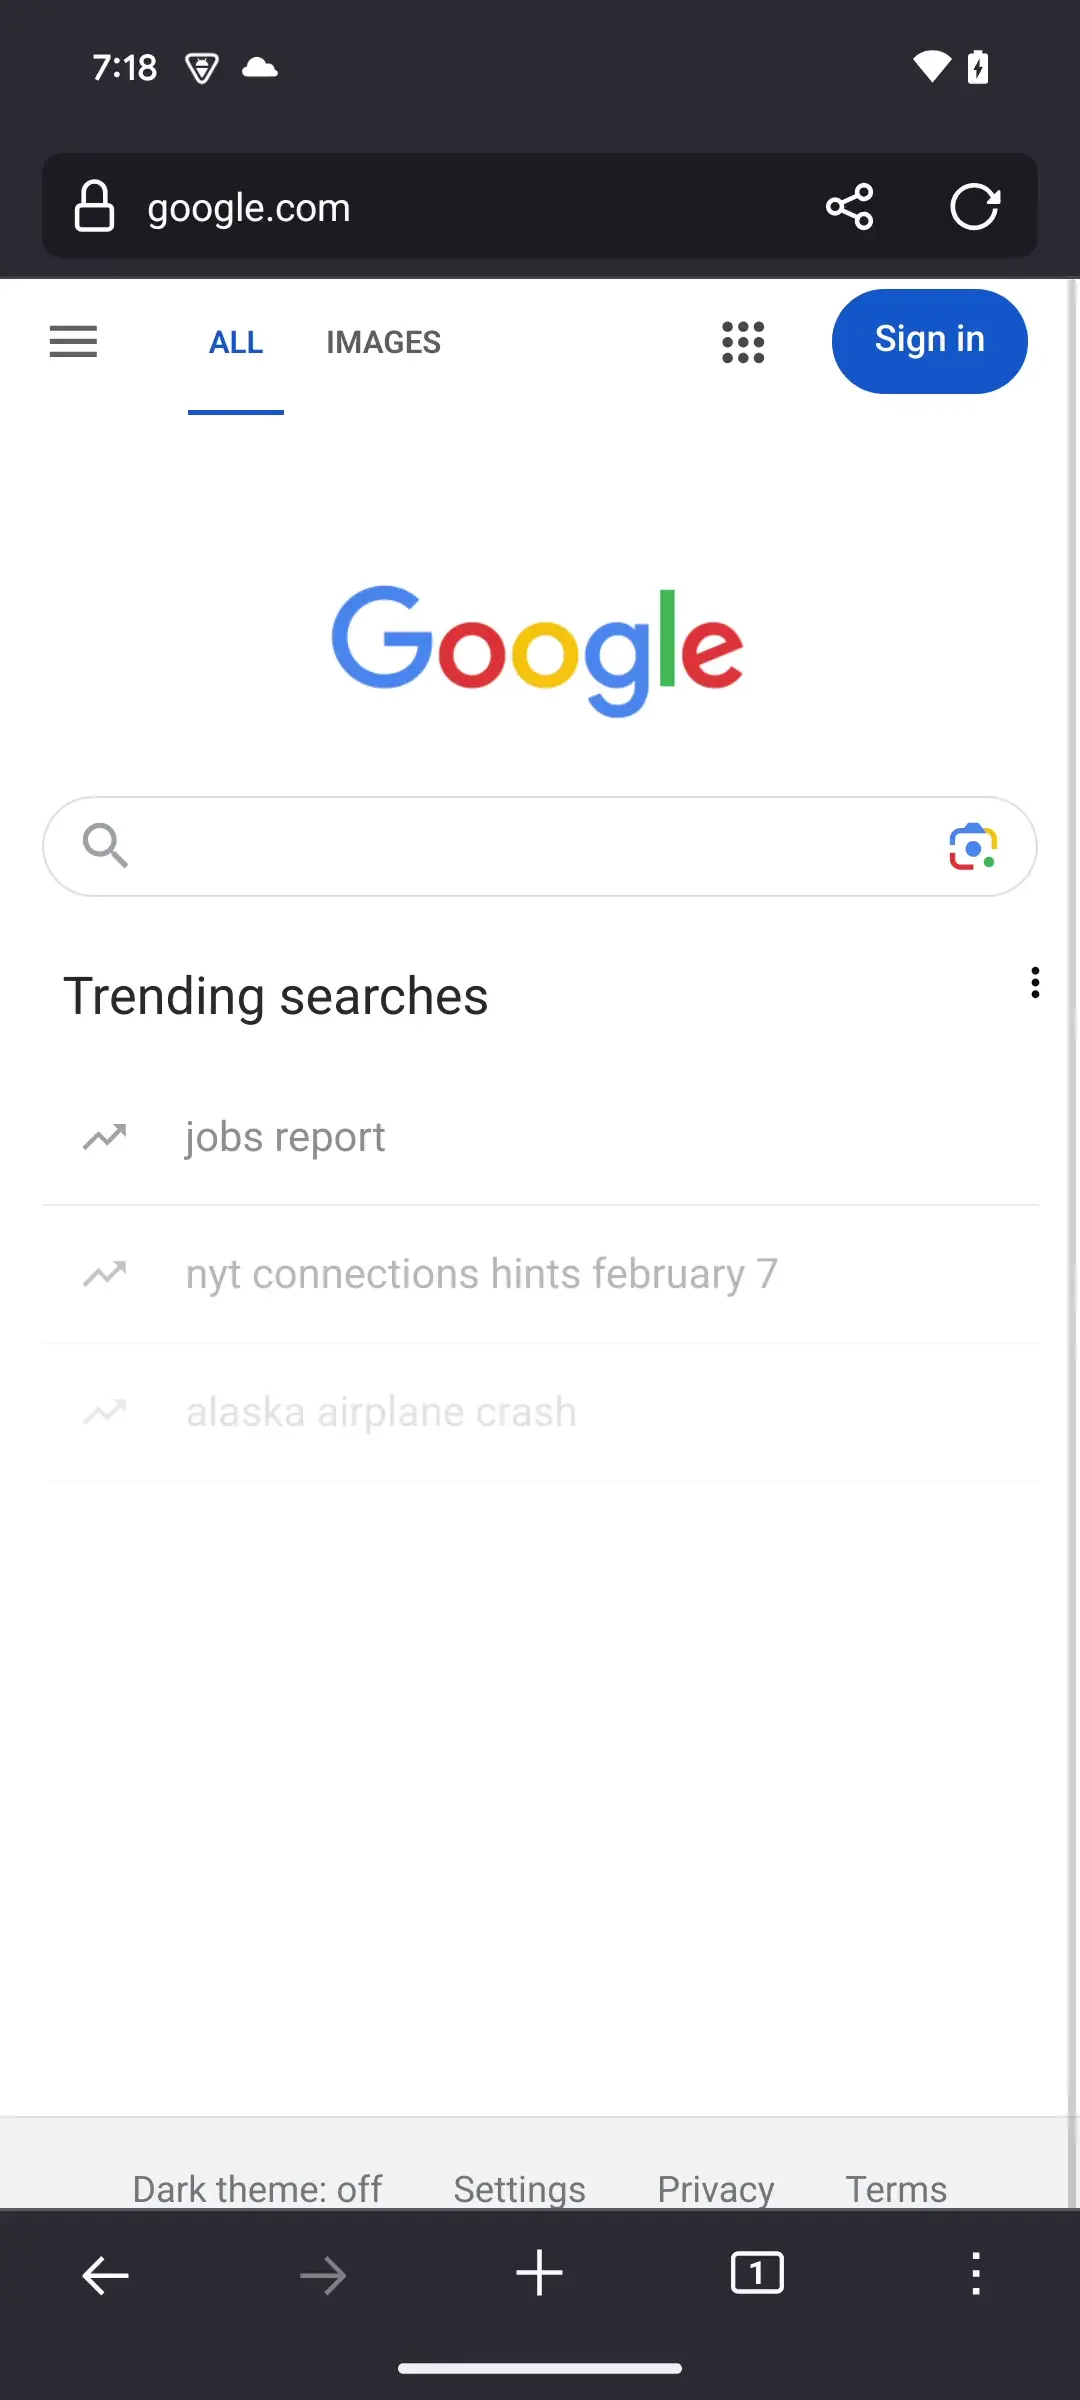 7:18
google.com
ALL IMAGES Sign in
Google
Trending searches
jobs report
nyt connections hints february 7
alaska airplane crash
Dark theme: off Settings Privacy Terms
1